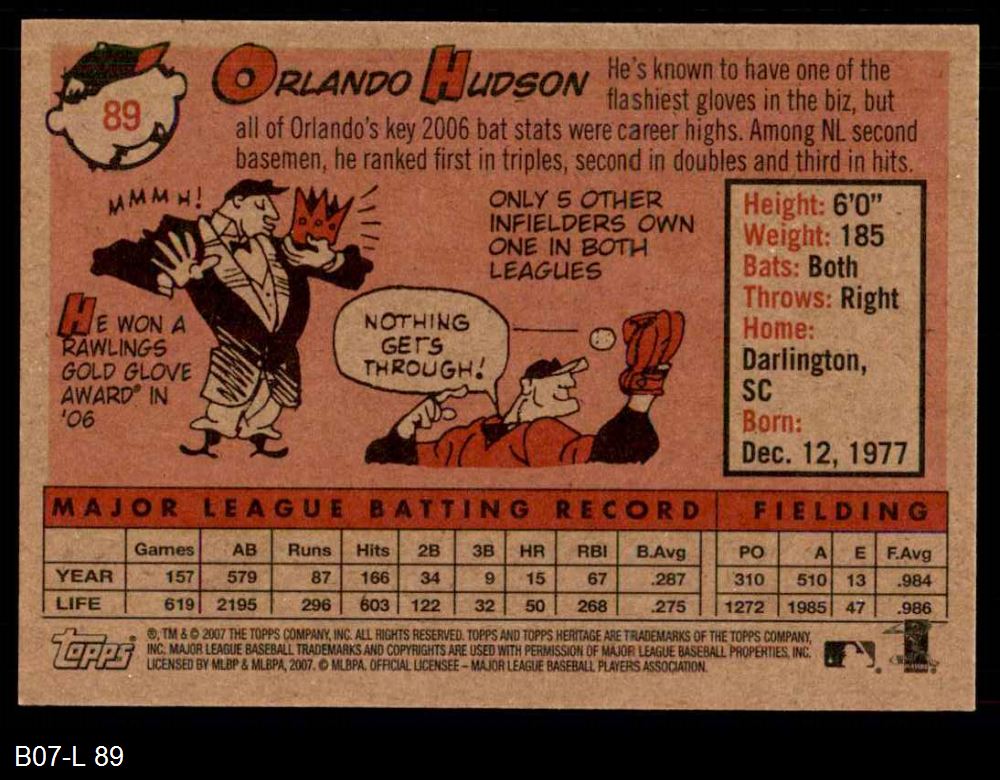 89
ORLANDO HUDSON
He's known to have one of the
flashiest gloves in the biz, but
all of Orlando's key 2006 bat stats were career highs. Among NL second
basemen, he ranked first in triples, second in doubles and third in hits.
MMMH!
HE WON A
RAWLINGS
GOLD GLOVE
AWARD® IN
'06
ONLY 5 OTHER
INFIELDERS OWN
ONE IN BOTH
LEAGUES
NOTHING
GETS
THROUGH!
Height: 6'0"
Weight: 185
Bats: Both
Throws: Right
Home:
Darlington,
SC
Born:
Dec. 12, 1977
MAJOR LEAGUE BATTING RECORD FIELDING
Games AB Runs Hits 2B 3B HR RBI B.Avg PO A E F.Avg
YEAR 157 579 87 166 34 9 15 67 .287 310 510 13 .984
LIFE 619 2195 296 603 122 32 50 268 .275 1272 1985 47 .986
Topps
®, TM & © 2007 THE TOPPS COMPANY, INC. ALL RIGHTS RESERVED. TOPPS AND TOPPS HERITAGE ARE TRADEMARKS OF THE TOPPS COMPANY,
INC. MAJOR LEAGUE BASEBALL TRADEMARKS AND COPYRIGHTS ARE USED WITH PERMISSION OF MAJOR LEAGUE BASEBALL PROPERTIES, INC.
LICENSED BY MLBP & MLBPA, 2007. © MLBPA. OFFICIAL LICENSEE – MAJOR LEAGUE BASEBALL PLAYERS ASSOCIATION.
B07-L 89